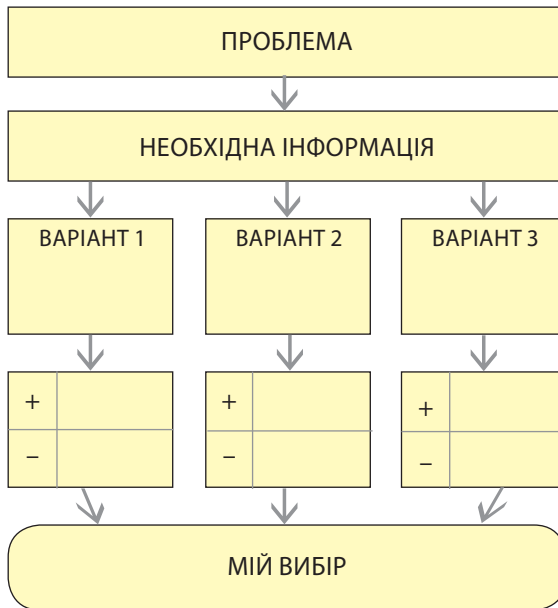 ПРОБЛЕМА
НЕОБХІДНА ІНФОРМАЦІЯ
ВАРІАНТ 1
ВАРІАНТ 2
ВАРІАНТ 3
+
+
+
–
–
–
МІЙ ВИБІР